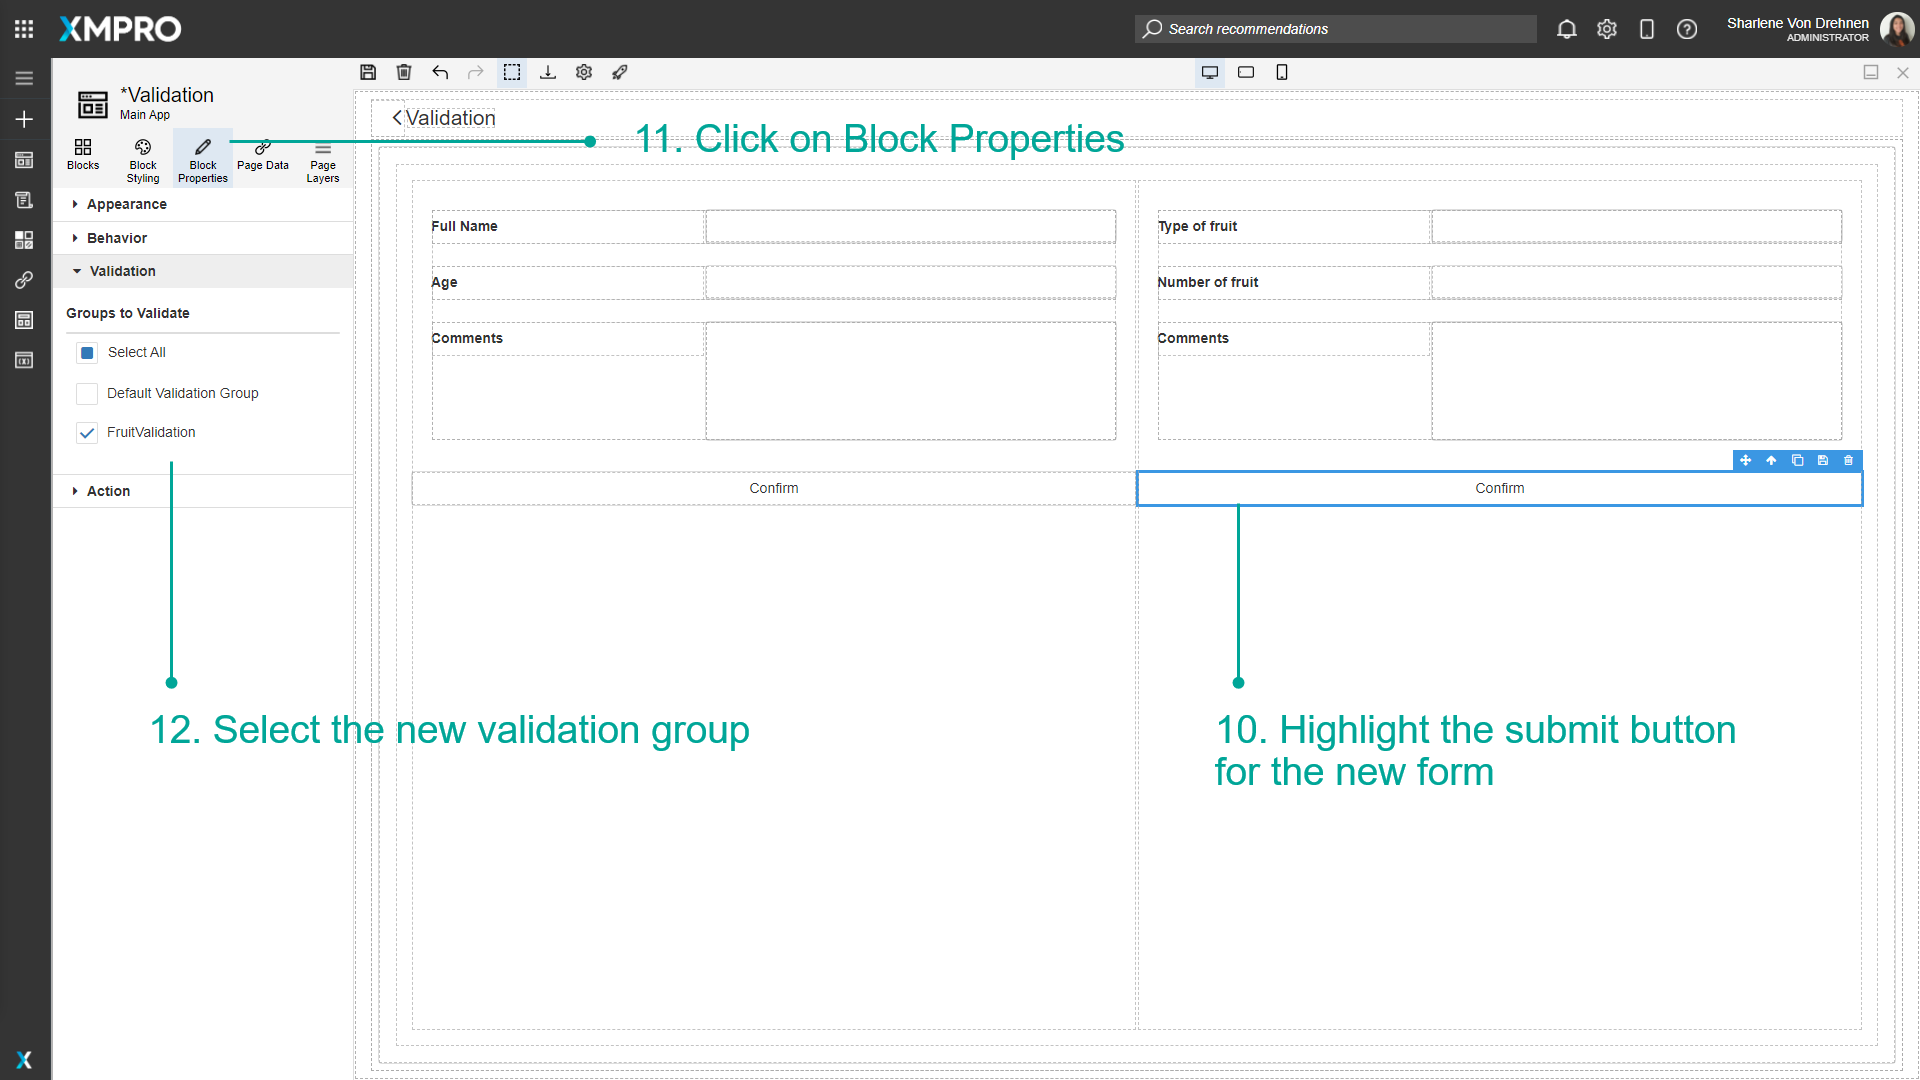 XMPRO
Search recommendations
Sharlene Von Drehnen
ADMINISTRATOR
*Validation
Main App
Blocks
Block
Styling
Block
Properties
Page Data
Page
Layers
Validation
11. Click on Block Properties
Appearance
Behavior
Validation
Groups to Validate
Select All
Default Validation Group
FruitValidation
Action
Full Name
Age
Comments
Confirm
Type of fruit
Number of fruit
Comments
Confirm
12. Select the new validation group
10. Highlight the submit button
for the new form